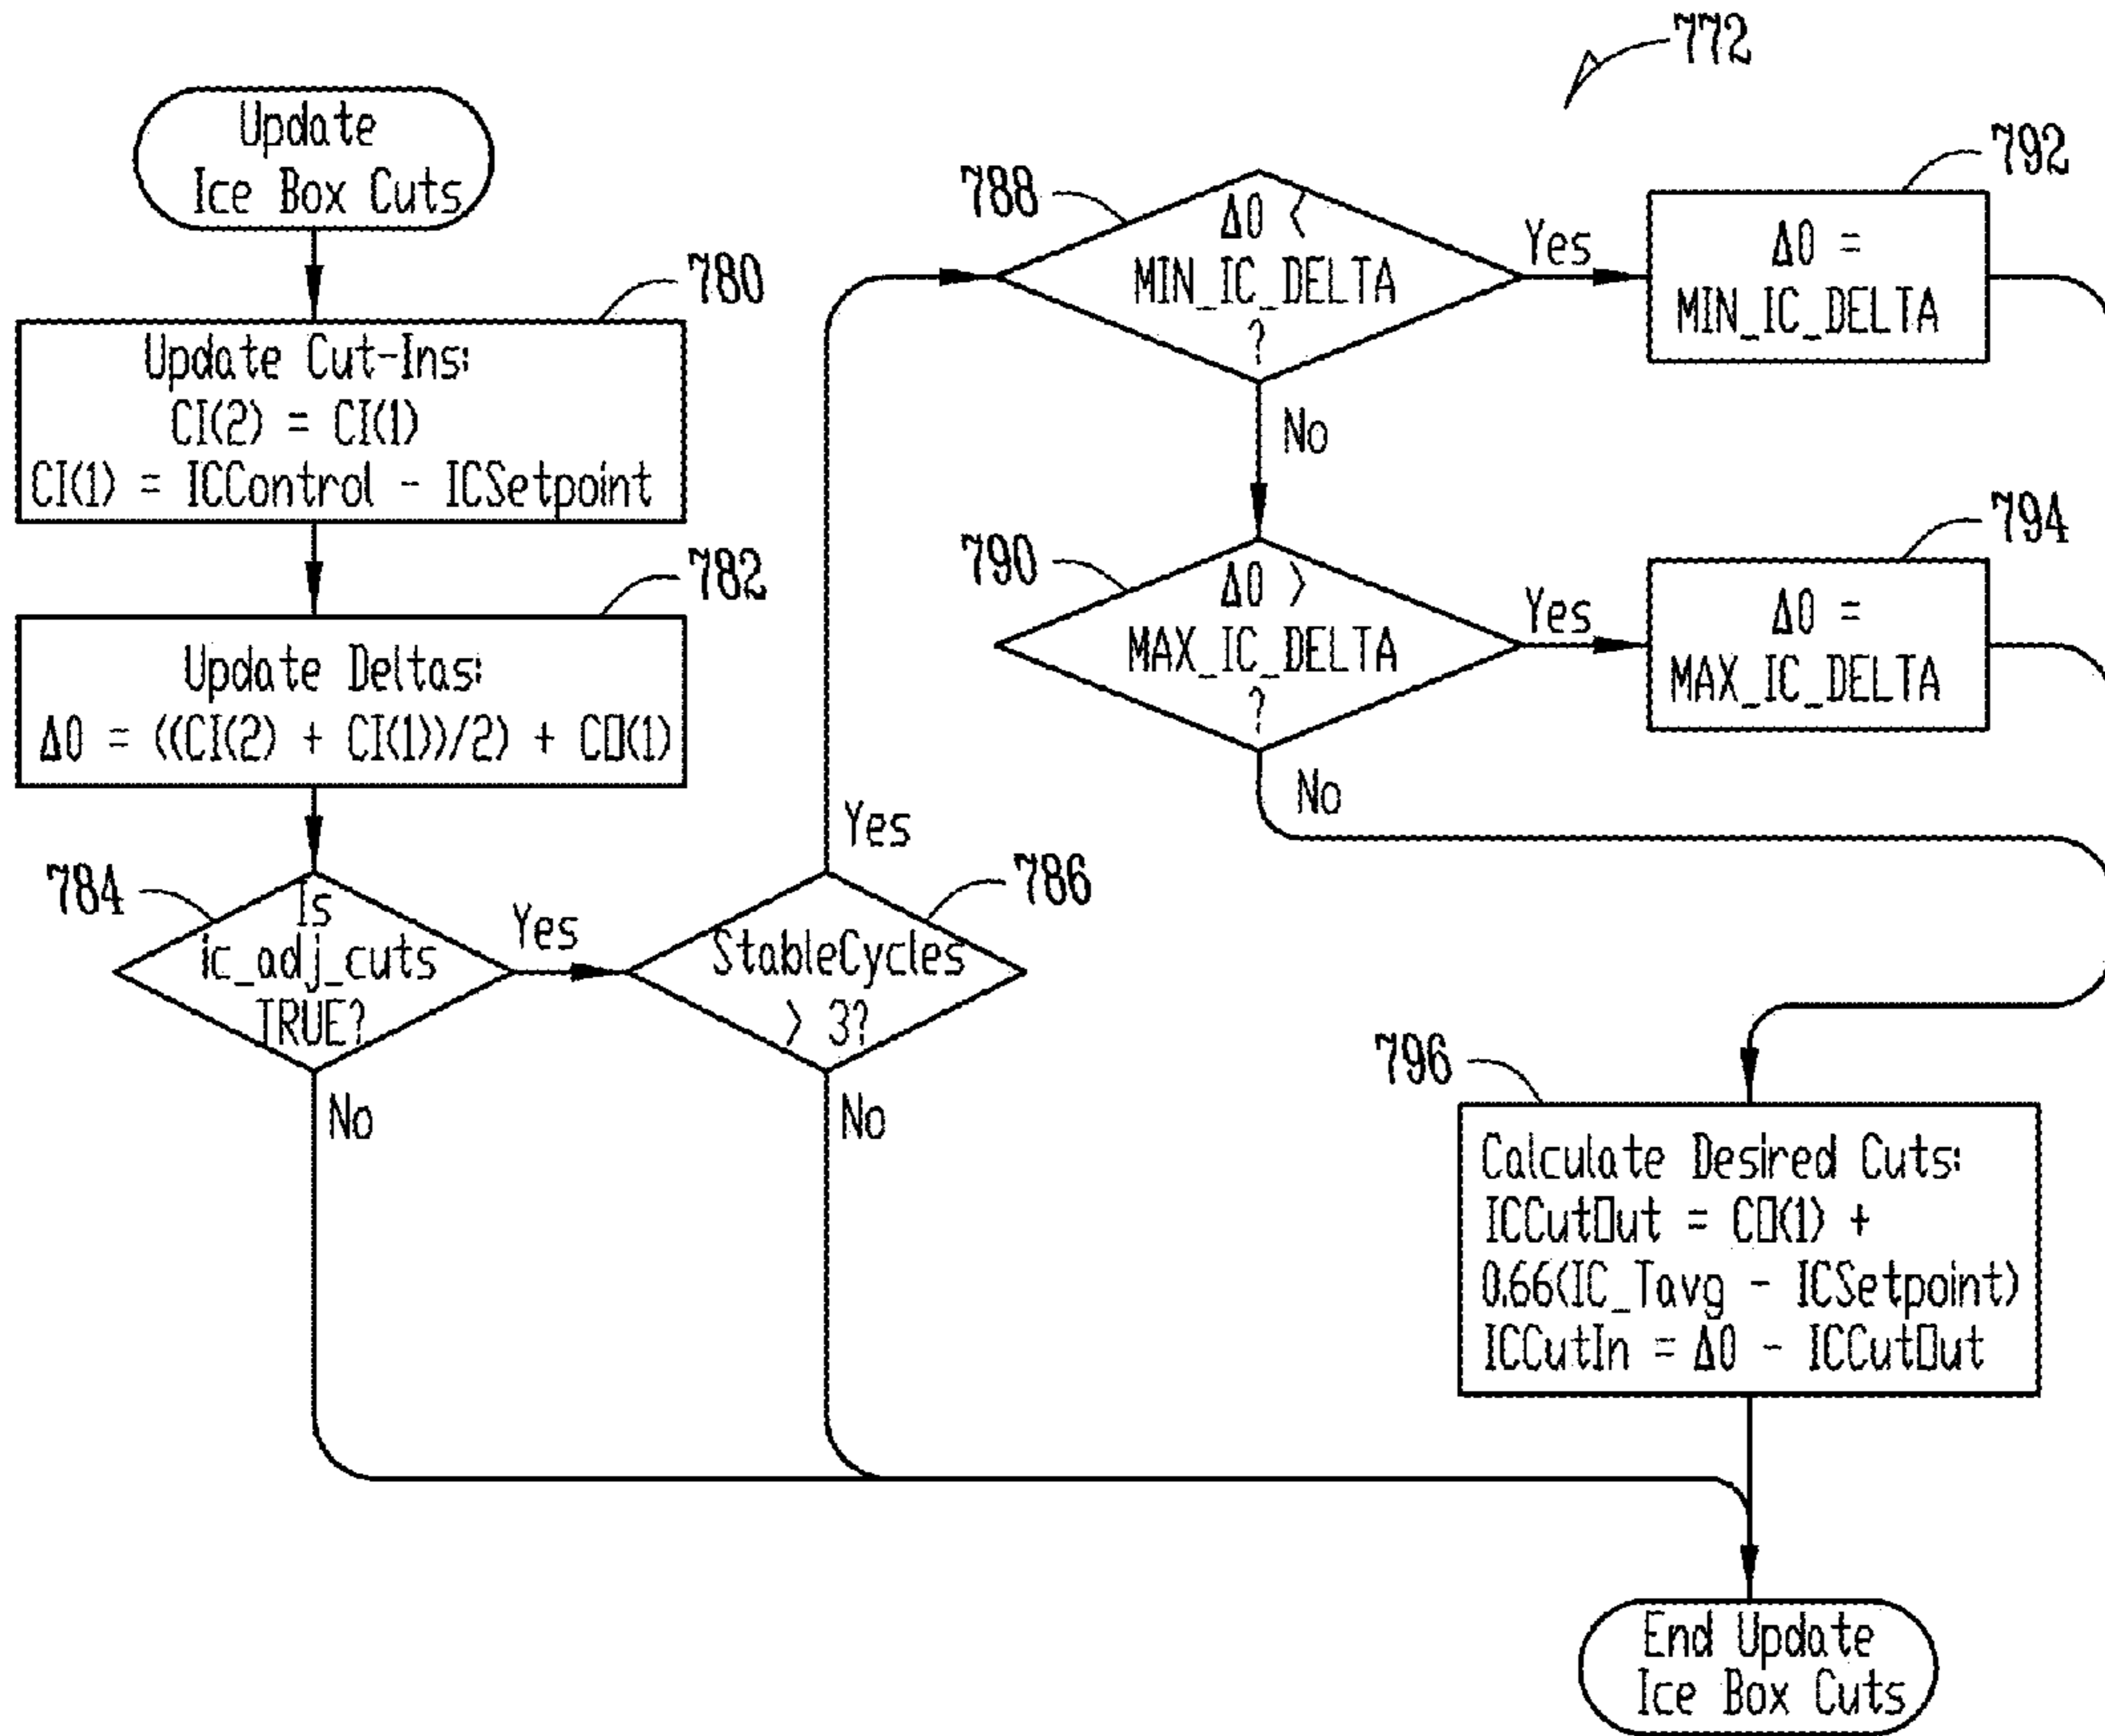 772
Update
Ice Box Cuts
780
Update Cut-Ins:
CI(2) = CI(1)
CI(1) = ICControl - ICSetpoint
782
Update Deltas:
Δ0 = ((CI(2) + CI(1))/2) + CO(1)
784
Is
ic_adj_cuts
TRUE?
Yes
No
786
StableCycles
> 3?
Yes
No
788
Δ0 <
MIN_IC_DELTA
?
Yes
No
792
Δ0 =
MIN_IC_DELTA
790
Δ0 >
MAX_IC_DELTA
?
Yes
No
794
Δ0 =
MAX_IC_DELTA
796
Calculate Desired Cuts:
ICCutOut = CO(1) +
0.66(IC_Tavg - ICSetpoint)
ICCutIn = Δ0 - ICCutOut
End Update
Ice Box Cuts